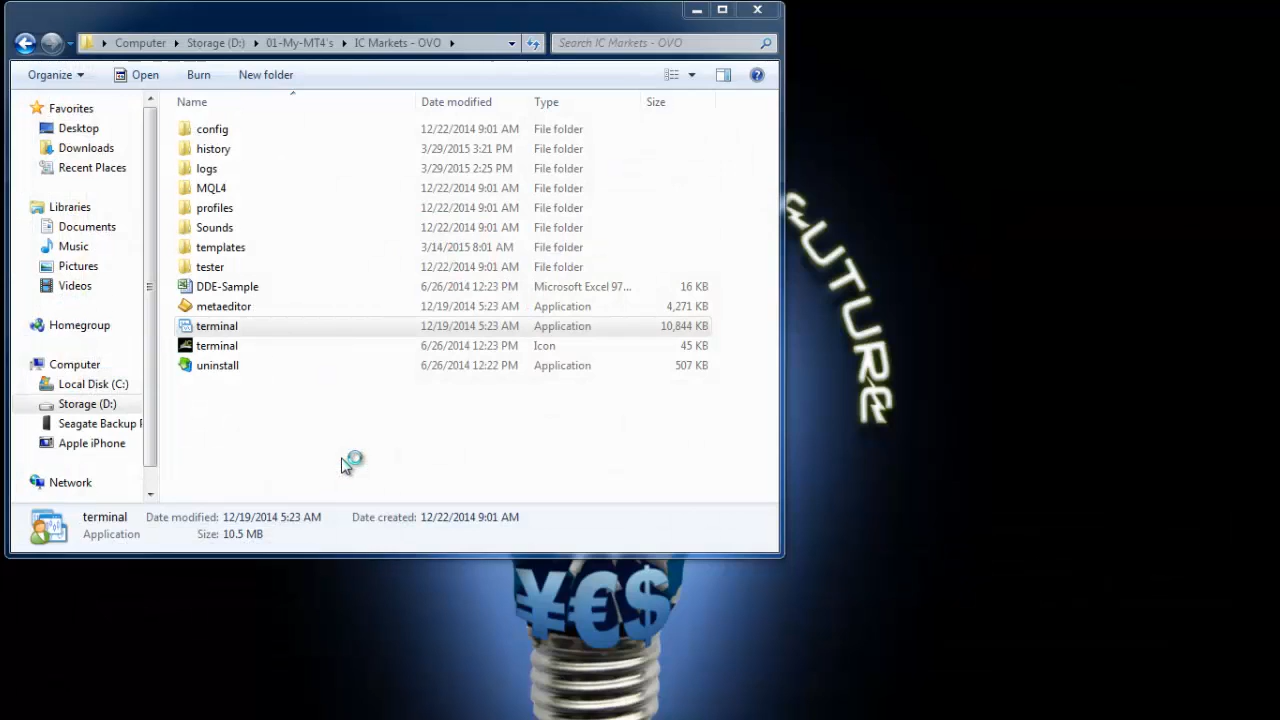 Computer Storage (D:) 01-My-MT4's IC Markets - OVO Search IC Markets - OVO
Organize Open Burn New folder
Name Date modified Type Size
Favorites
Desktop
Downloads
Recent Places
Libraries
Documents
Music
Pictures
Videos
Homegroup
Computer
Local Disk (C:)
Storage (D:)
Seagate Backup
Apple iPhone
Network
config 12/22/2014 9:01 AM File folder
history 3/29/2015 3:21 PM File folder
logs 3/29/2015 2:25 PM File folder
MQL4 12/22/2014 9:01 AM File folder
profiles 12/22/2014 9:01 AM File folder
Sounds 12/22/2014 9:01 AM File folder
templates 3/14/2015 8:01 AM File folder
tester 12/22/2014 9:01 AM File folder
DDE-Sample 6/26/2014 12:23 PM Microsoft Excel 97... 16 KB
metaeditor 12/19/2014 5:23 AM Application 4,271 KB
terminal 12/19/2014 5:23 AM Application 10,844 KB
terminal 6/26/2014 12:23 PM Icon 45 KB
uninstall 6/26/2014 12:22 PM Application 507 KB
terminal Date modified: 12/19/2014 5:23 AM Date created: 12/22/2014 9:01 AM
Application Size: 10.5 MB
UTURE
¥€$